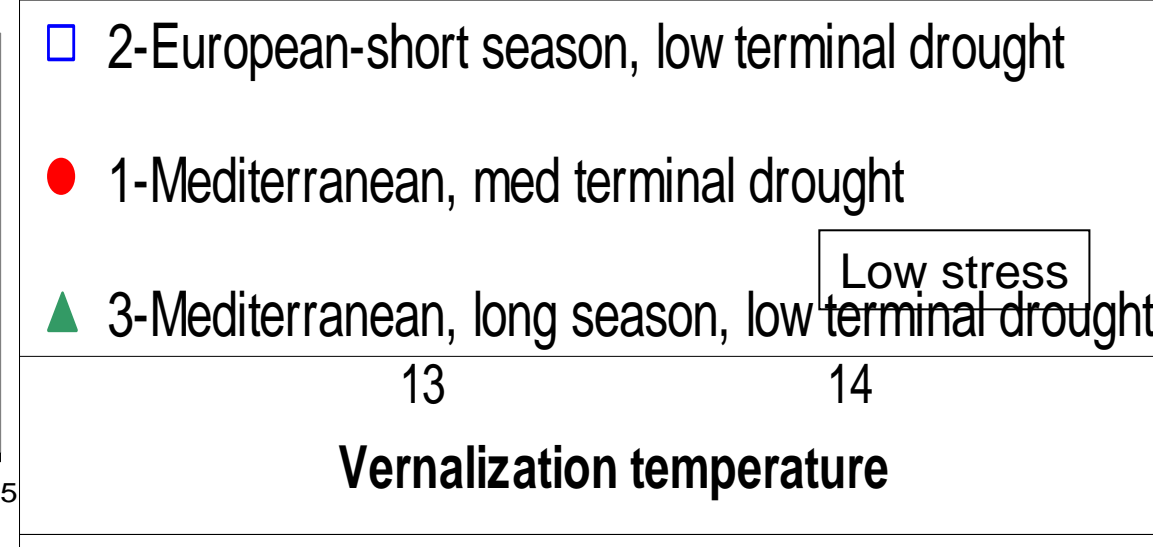 2-European-short season, low terminal drought
1-Mediterranean, med terminal drought
Low stress
3-Mediterranean, long season, low terminal drought
13 14
Vernalization temperature
5